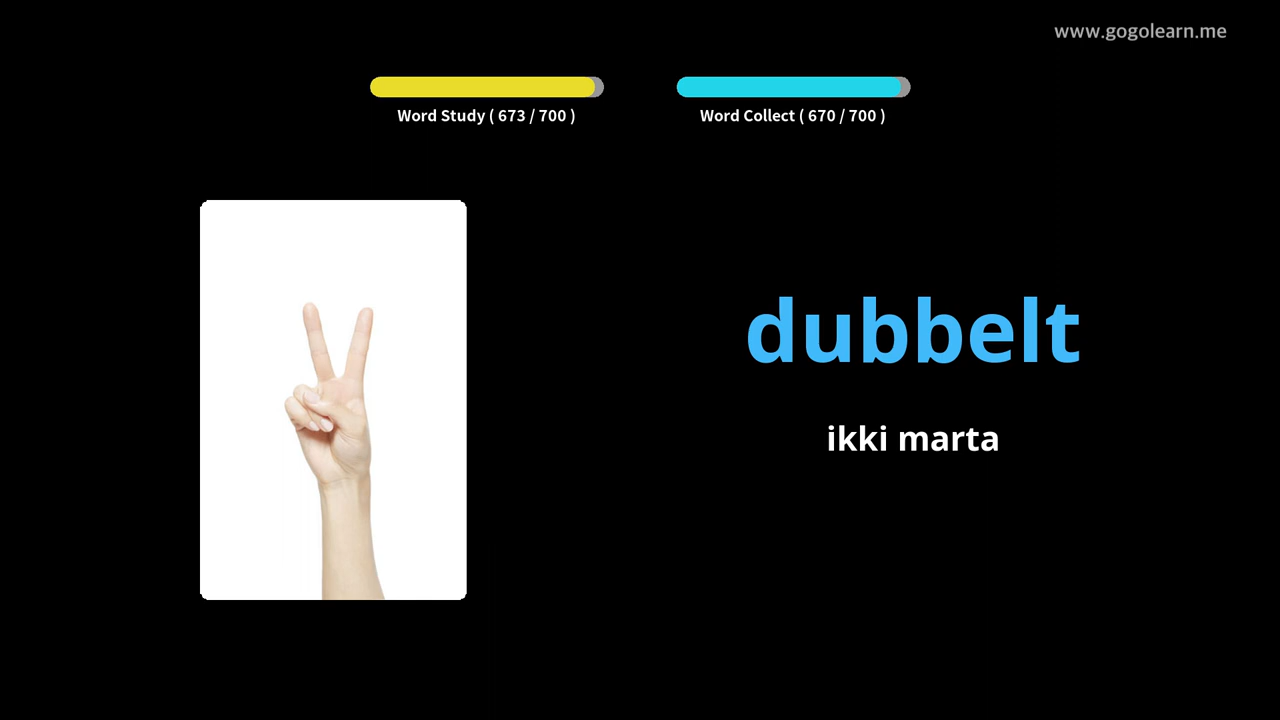 www.gogolearn.me
Word Study ( 673 / 700 )
Word Collect ( 670 / 700 )
dubbelt
ikki marta